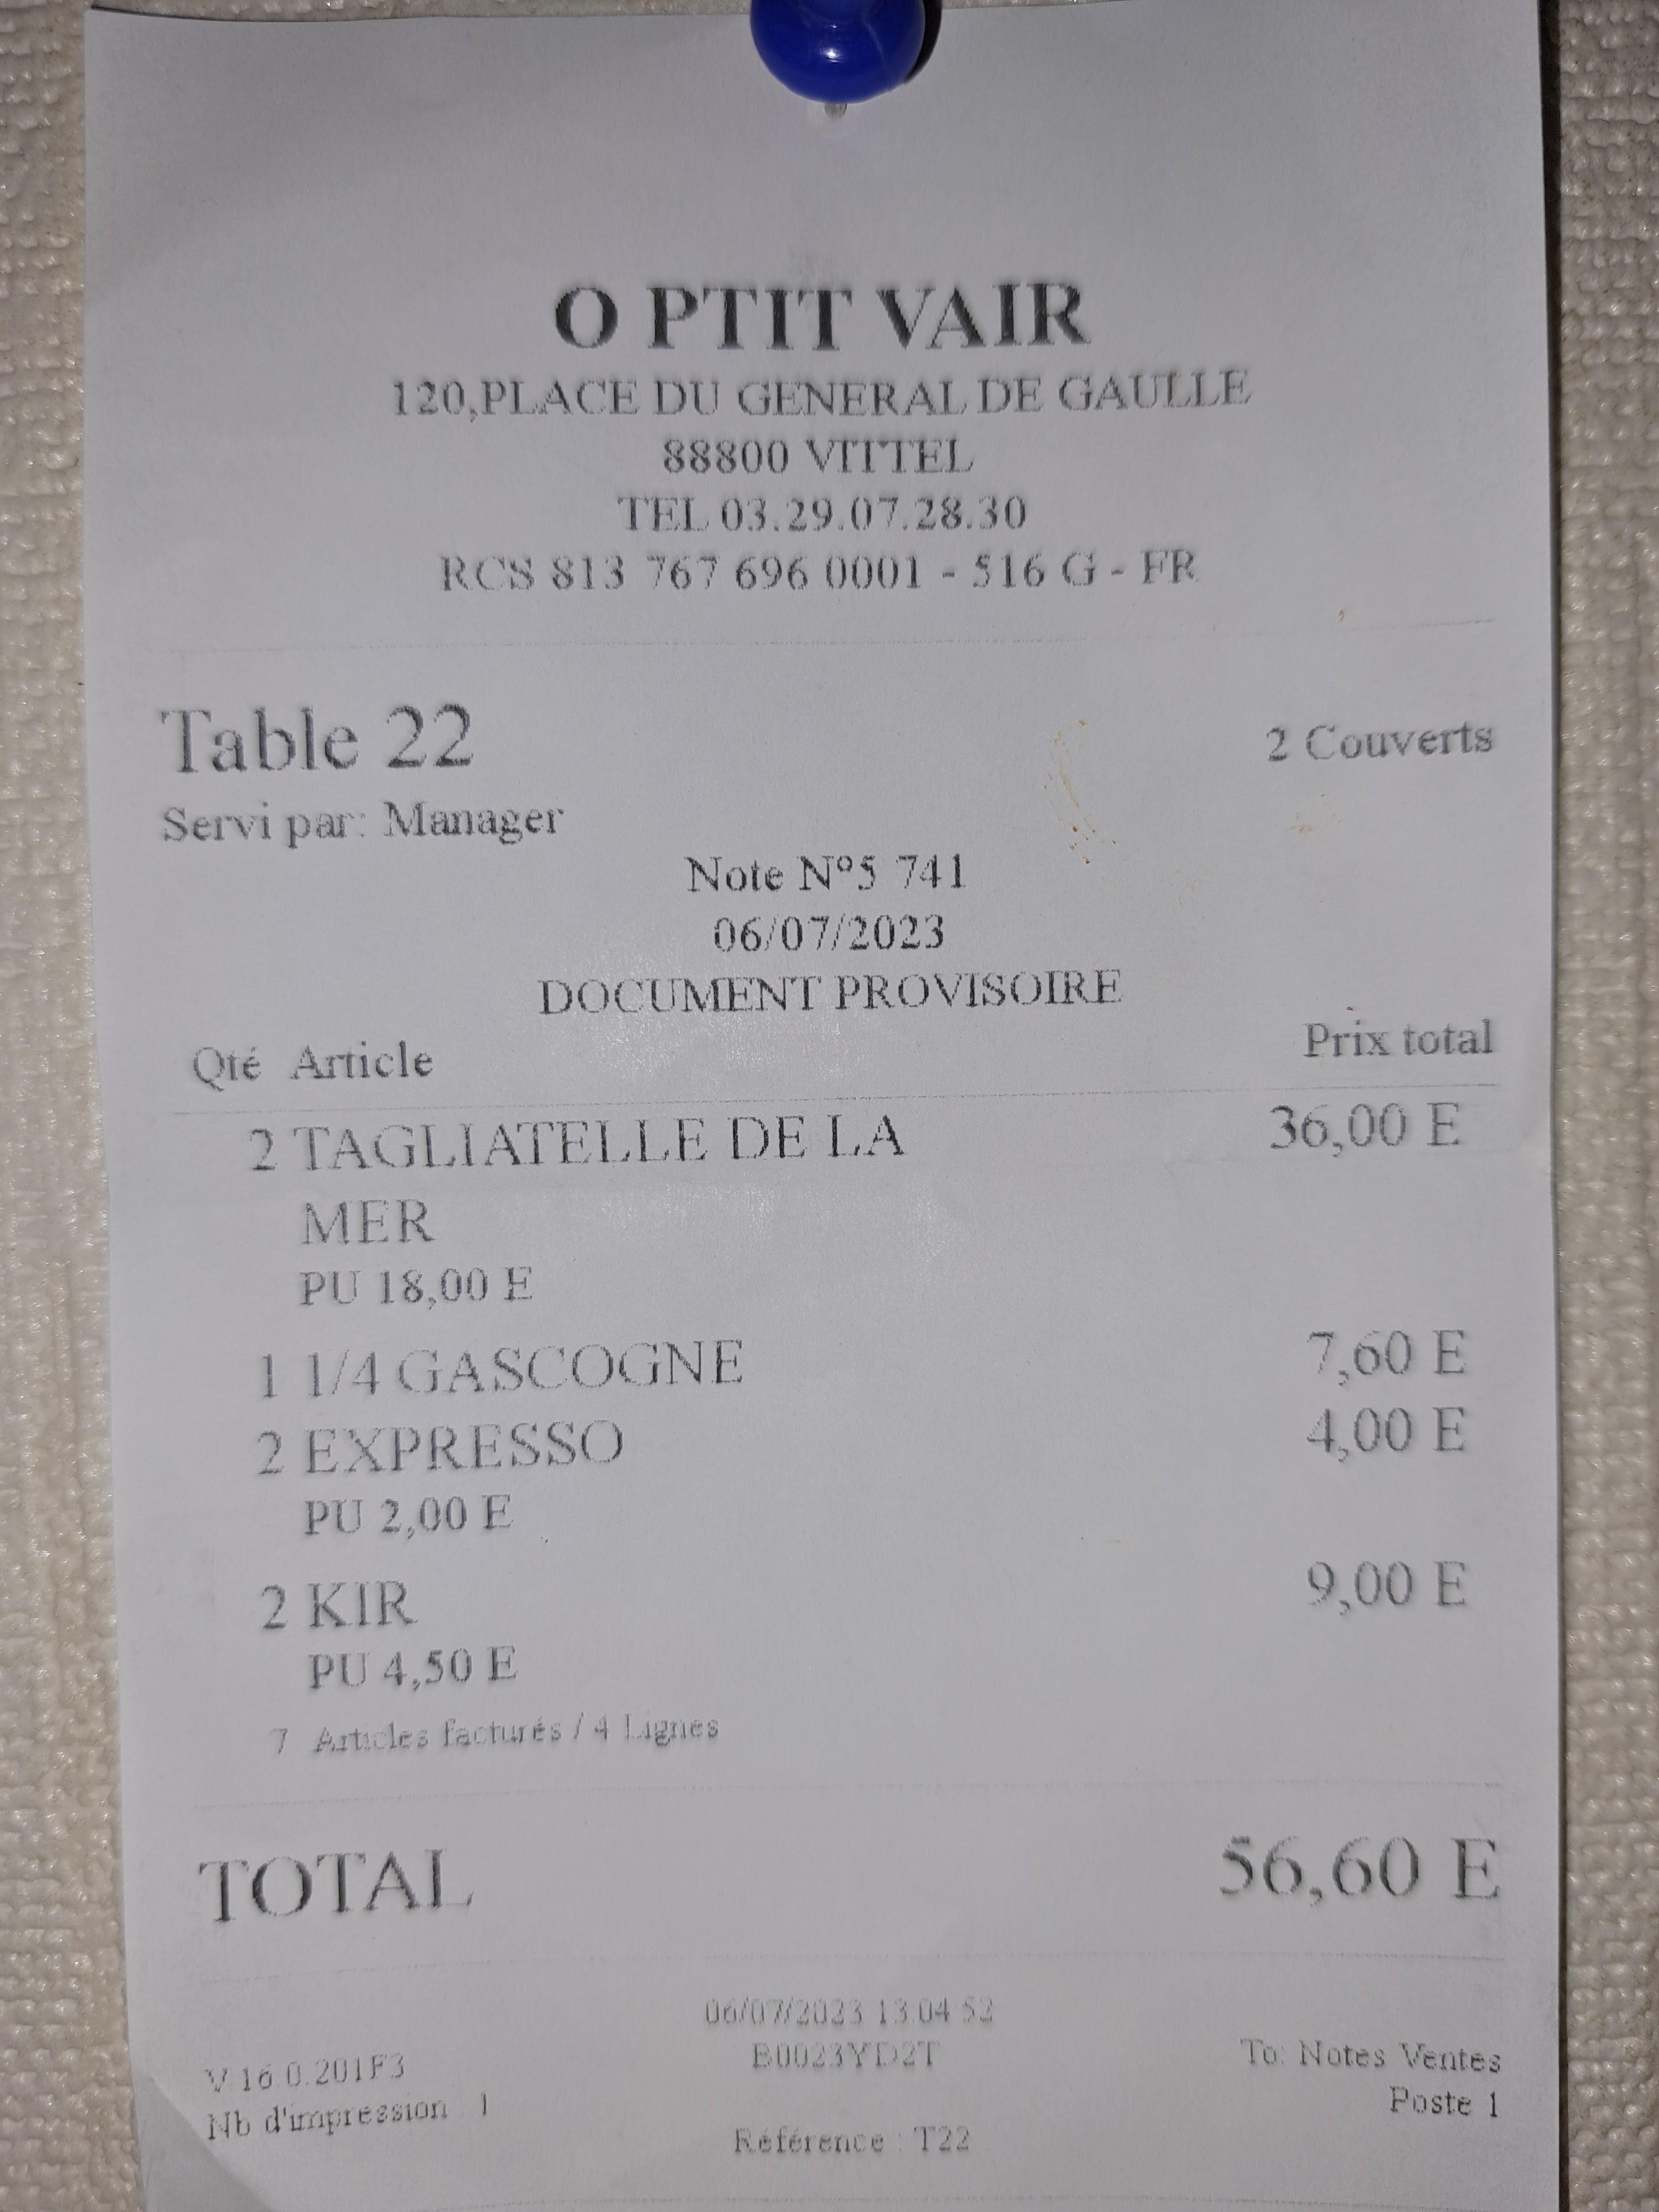 O PTIT VAIR
120,PLACE DU GENERAL DE GAULLE
88800 VITTEL
TEL 03.29.07.28.30
RCS 813 767 696 0001 - 516 G - FR
Table 22 2 Couverts
Servi par: Manager
Note N°5 741
06/07/2023
DOCUMENT PROVISOIRE
Qté Article Prix total
2 TAGLIATELLE DE LA 36,00 E
MER
PU 18,00 E
1 1/4 GASCOGNE 7,60 E
2 EXPRESSO 4,00 E
PU 2,00 E
2 KIR 9,00 E
PU 4,50 E
7 Articles facturés / 4 Lignes
TOTAL 56,60 E
06/07/2023 13:04:52
V 16.0.201F3 B0023YD2T To: Notes Ventes
Nb d'impression : 1 Poste 1
Référence : T22